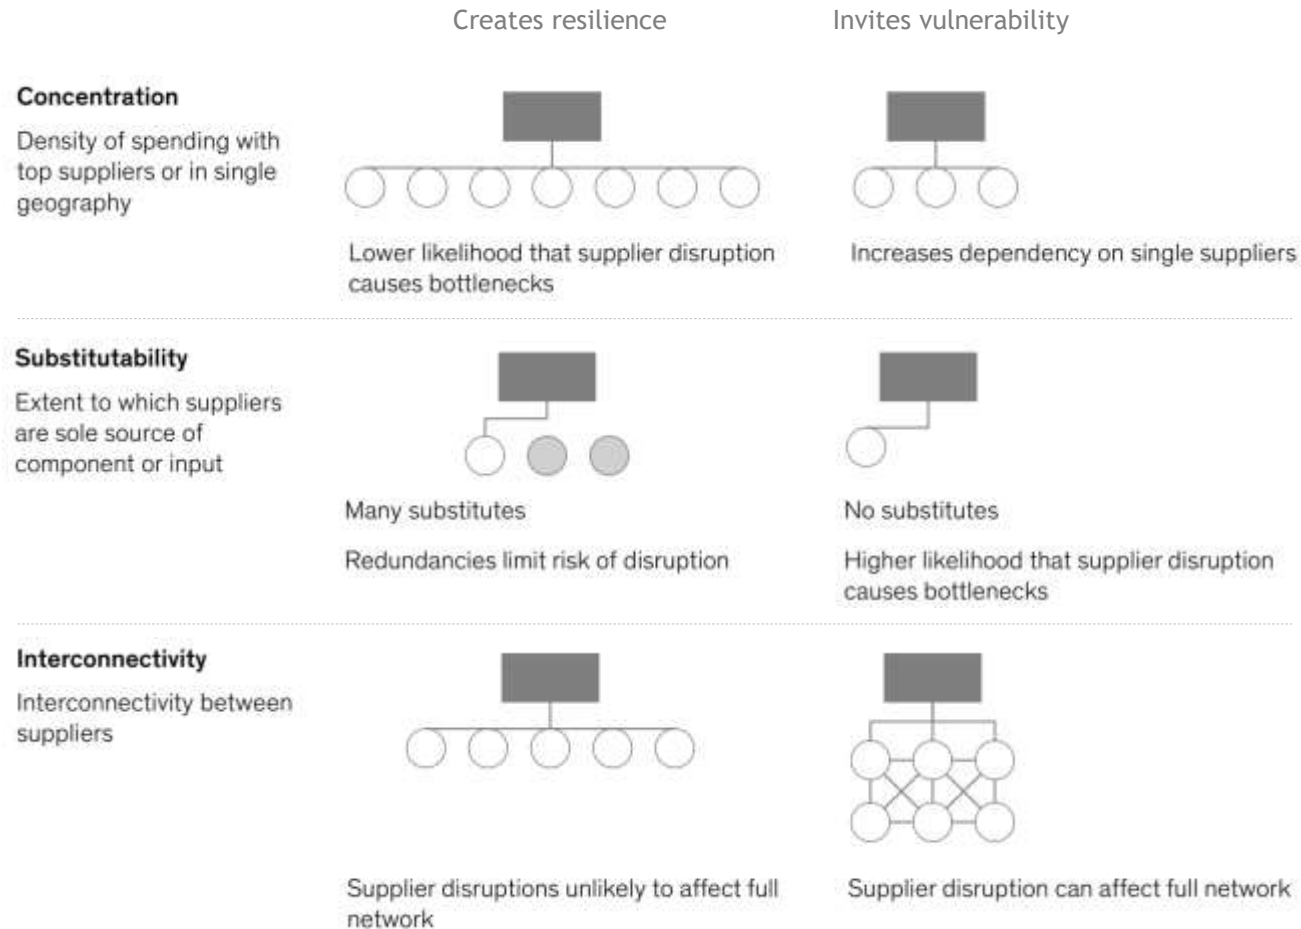 Creates resilience
Invites vulnerability
Concentration
Density of spending with
top suppliers or in single
geography
Lower likelihood that supplier disruption
causes bottlenecks
Increases dependency on single suppliers
Substitutability
Extent to which suppliers
are sole source of
component or input
Many substitutes
Redundancies limit risk of disruption
No substitutes
Higher likelihood that supplier disruption
causes bottlenecks
Interconnectivity
Interconnectivity between
suppliers
Supplier disruptions unlikely to affect full
network
Supplier disruption can affect full network